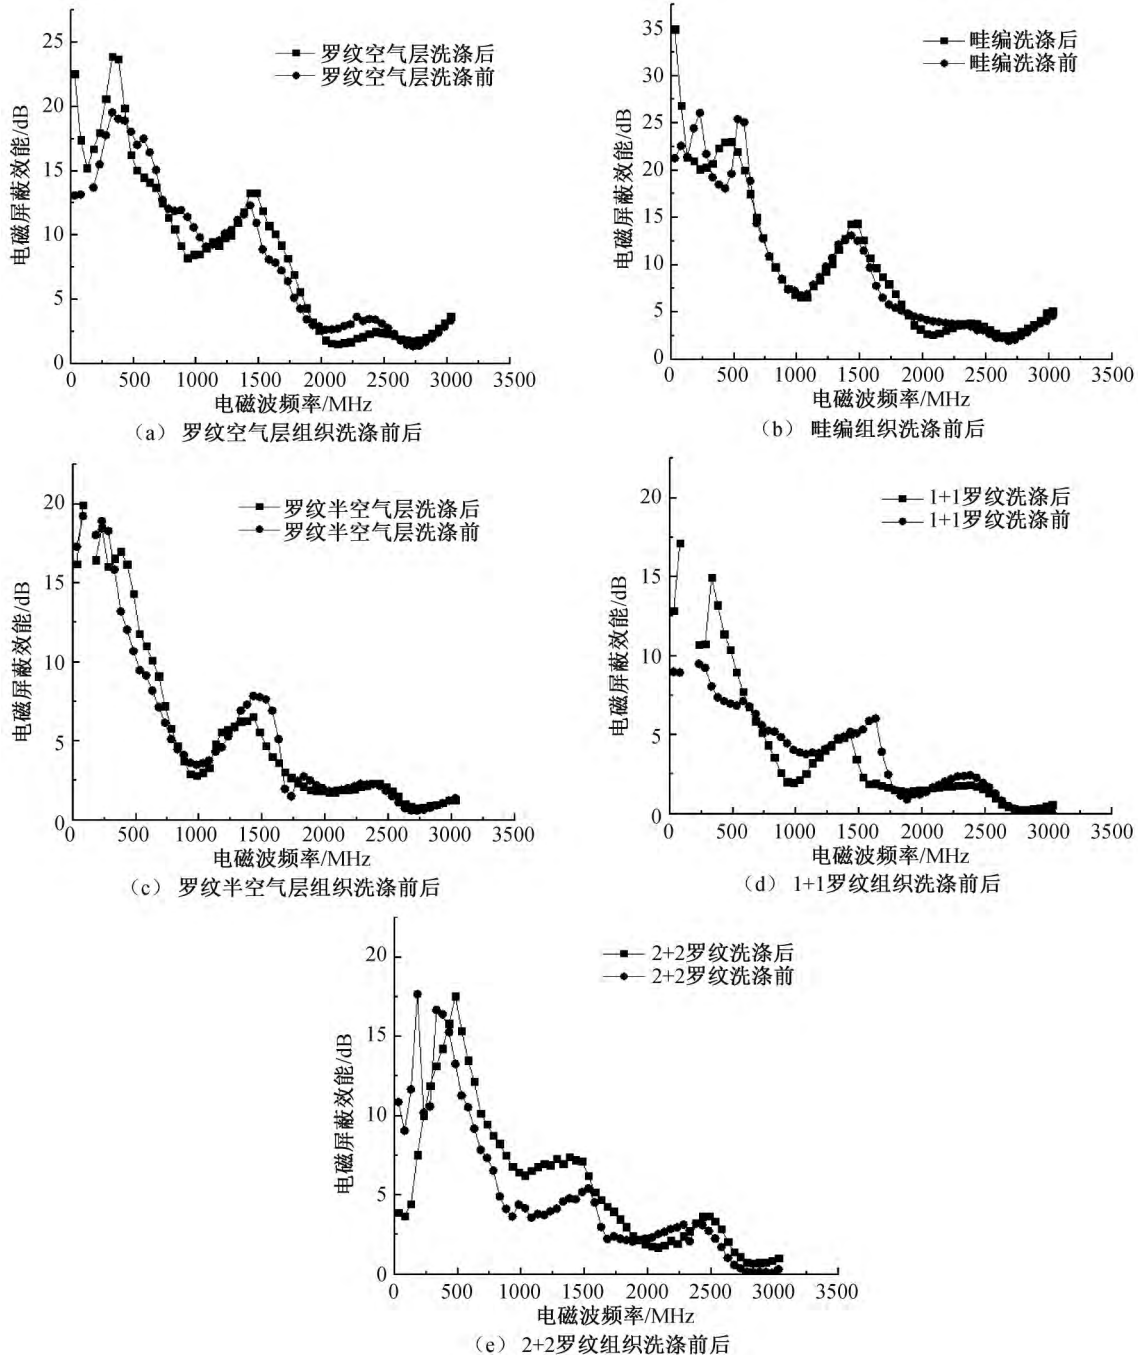 罗纹空气层洗涤后
罗纹空气层洗涤前
电磁屏蔽效能/dB
25
20
15
10
5
0
0 500 1000 1500 2000 2500 3000 3500
电磁波频率/MHz
（a） 罗纹空气层组织洗涤前后
畦编洗涤后
畦编洗涤前
电磁屏蔽效能/dB
35
30
25
20
15
10
5
0
0 500 1000 1500 2000 2500 3000 3500
电磁波频率/MHz
（b） 畦编组织洗涤前后
罗纹半空气层洗涤后
罗纹半空气层洗涤前
电磁屏蔽效能/dB
20
15
10
5
0
0 500 1000 1500 2000 2500 3000 3500
电磁波频率/MHz
（c） 罗纹半空气层组织洗涤前后
1+1罗纹洗涤后
1+1罗纹洗涤前
电磁屏蔽效能/dB
20
15
10
5
0
0 500 1000 1500 2000 2500 3000 3500
电磁波频率/MHz
（d） 1+1罗纹组织洗涤前后
2+2罗纹洗涤后
2+2罗纹洗涤前
电磁屏蔽效能/dB
20
15
10
5
0
0 500 1000 1500 2000 2500 3000 3500
电磁波频率/MHz
（e） 2+2罗纹组织洗涤前后